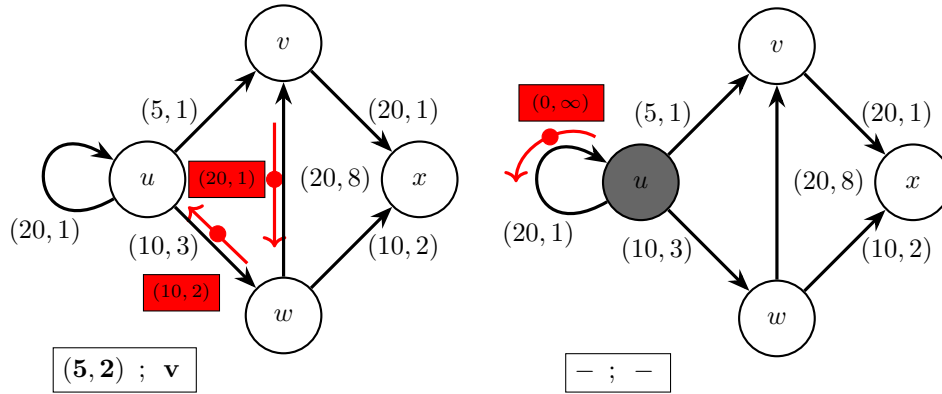 v
(5, 1)
(20, 1)
u
(20, 1)
(20, 8)
x
(20, 1)
(10, 3)
(10, 2)
(10, 2)
w
(5, 2) ; v
v
(0, ∞)
(5, 1)
(20, 1)
u
(20, 8)
x
(20, 1)
(10, 3)
(10, 2)
w
− ; −